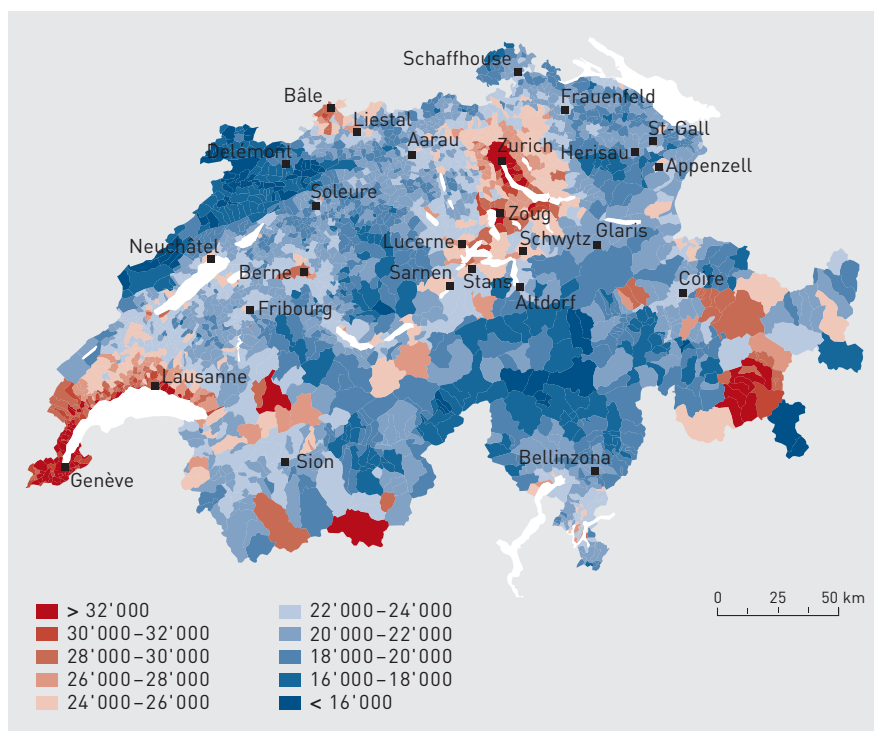 Schaffhouse
Bâle
Frauenfeld
Liestal
St-Gall
Aarau
Zurich
Herisau
Delémont
Appenzell
Soleure
Zoug
Neuchâtel
Lucerne
Schwytz
Glaris
Berne
Sarnen
Stans
Coire
Fribourg
Altdorf
Lausanne
Sion
Bellinzona
Genève
0 25 50 km
> 32'000
30'000–32'000
28'000–30'000
26'000–28'000
24'000–26'000
22'000–24'000
20'000–22'000
18'000–20'000
16'000–18'000
< 16'000